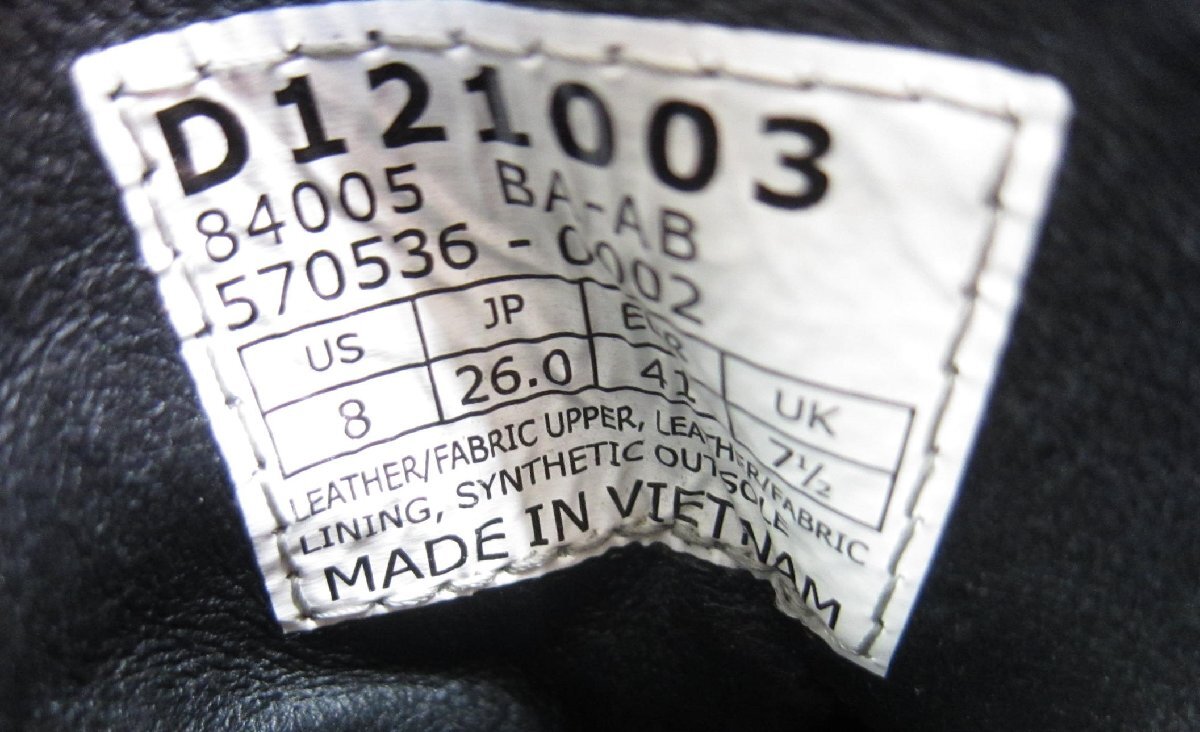 D121003
84005 BA-AB
570536 - C002
US JP EUR UK
8 26.0 41 7½
LEATHER/FABRIC UPPER, LEATHER/FABRIC
LINING, SYNTHETIC OUTSOLE
MADE IN VIETNAM